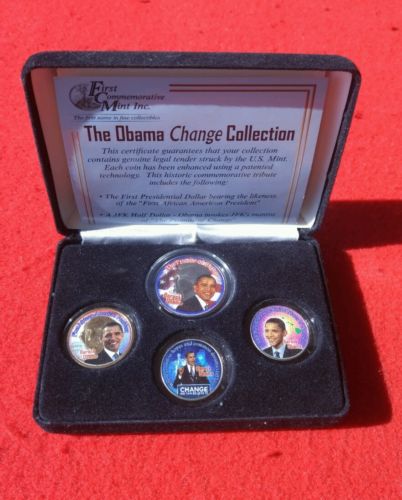 First
Commemorative
Mint Inc.
The first name in fine collectibles
The Obama Change Collection
This certificate guarantees that your collection
contains genuine legal tender struck by the U.S. Mint.
Each coin has been enhanced using a patented
technology. This historic commemorative tribute
includes the following:
• The First Presidential Dollar bearing the likeness
of the "First African American President"
• A JFK Half Dollar - Obama invokes JFK's
CHANGE